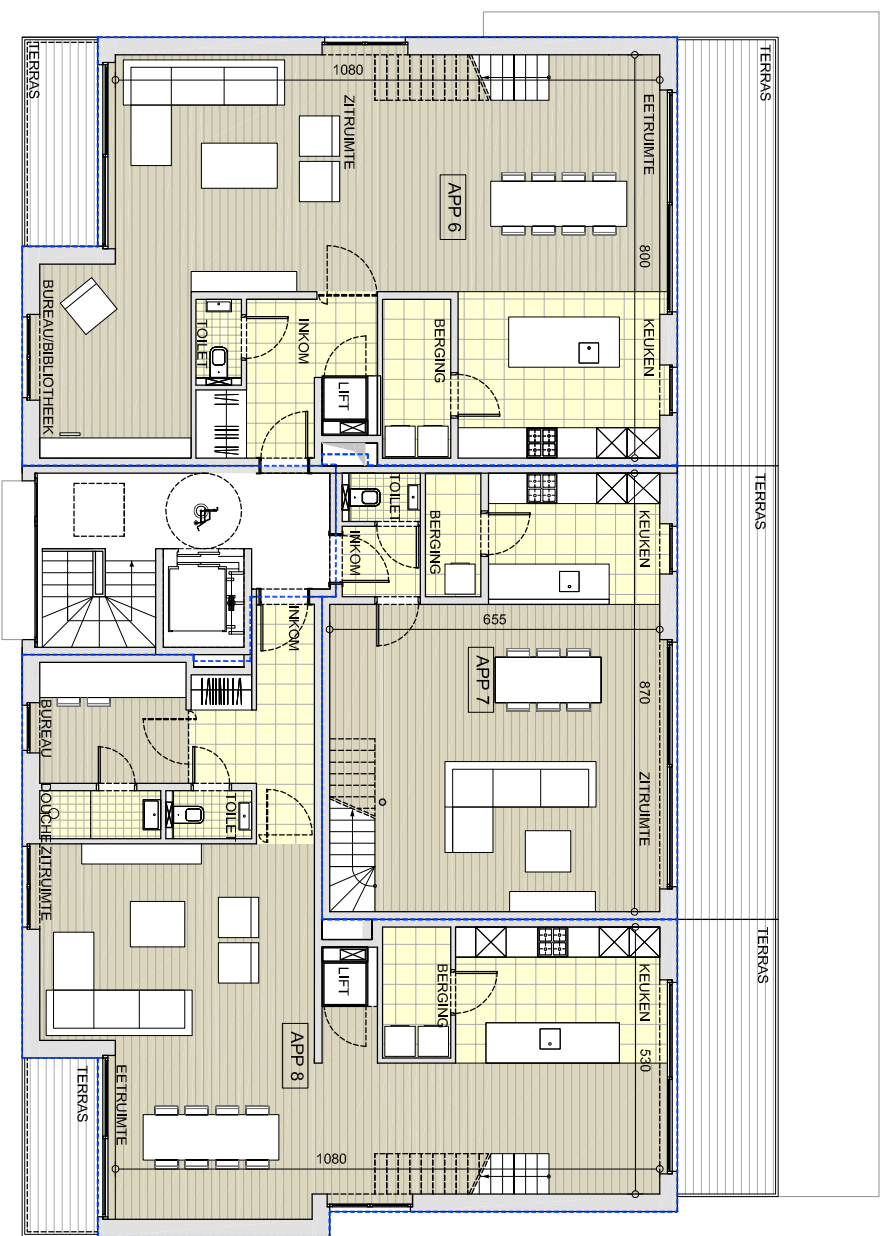 TERRAS
1080
ZITRUIMTE
EETRUIMTE
TERRAS
APP 6
800
BUREAU/BIBLIOTHEEK
TOILET
INKOM
BERGING
KEUKEN
LIFT
TOILET
BERGING
KEUKEN
TERRAS
INKOM
INKOM
655
APP 7
870
BUREAU
ZITRUIMTE
DOUCHE
TOILET
ZITRUIMTE
LIFT
BERGING
KEUKEN
TERRAS
530
APP 8
TERRAS
EETRUIMTE
1080